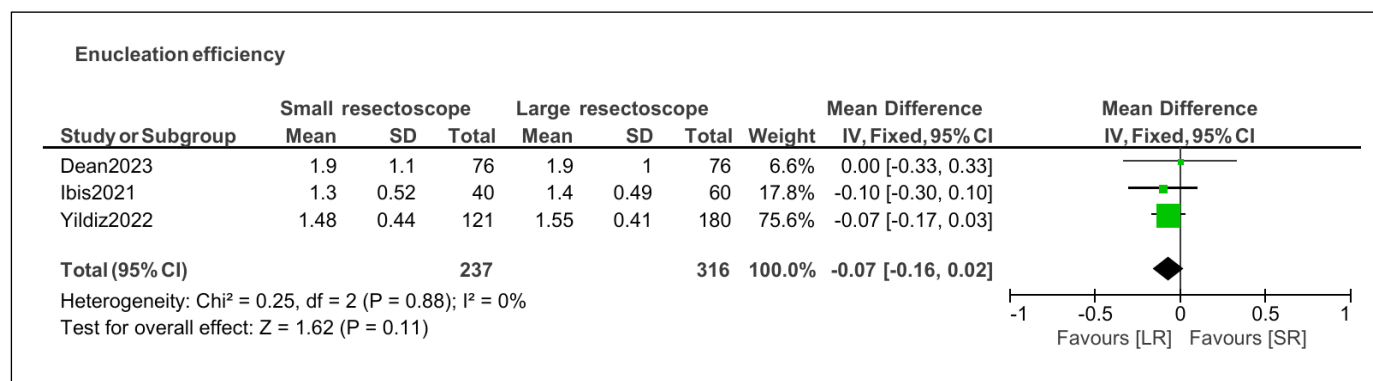 Enucleation efficiency
Small resectoscope Large resectoscope Mean Difference Mean Difference
Study or Subgroup Mean SD Total Mean SD Total Weight IV, Fixed, 95% CI IV, Fixed, 95% CI
Dean2023 1.9 1.1 76 1.9 1 76 6.6% 0.00 [-0.33, 0.33]
Ibis2021 1.3 0.52 40 1.4 0.49 60 17.8% -0.10 [-0.30, 0.10]
Yildiz2022 1.48 0.44 121 1.55 0.41 180 75.6% -0.07 [-0.17, 0.03]
Total (95% CI) 237 316 100.0% -0.07 [-0.16, 0.02]
Heterogeneity: Chi² = 0.25, df = 2 (P = 0.88); I² = 0%
Test for overall effect: Z = 1.62 (P = 0.11)
-1 -0.5 0 0.5 1
Favours [LR] Favours [SR]